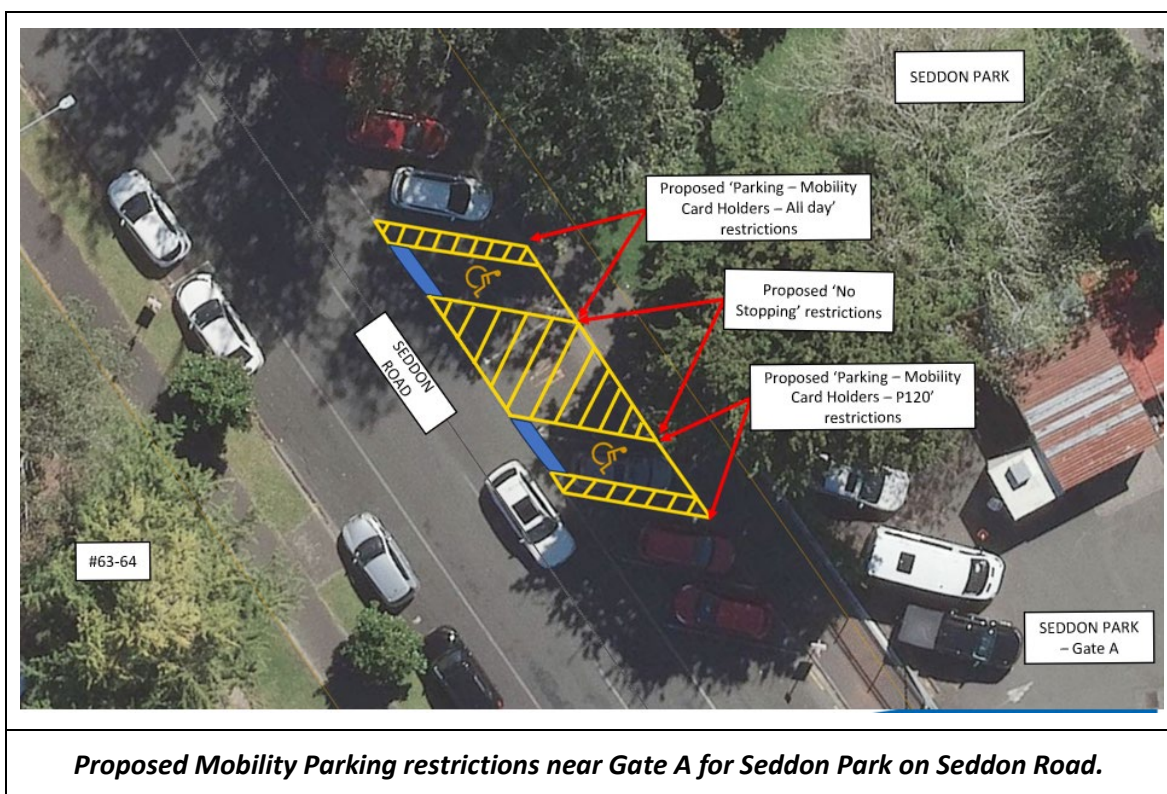 SEDDON PARK
Proposed ‘Parking – Mobility
Card Holders – All day’
restrictions
Proposed ‘No
Stopping’ restrictions
SEDDON
ROAD
Proposed ‘Parking – Mobility
Card Holders – P120’
restrictions
#63-64
SEDDON PARK
– Gate A
Proposed Mobility Parking restrictions near Gate A for Seddon Park on Seddon Road.